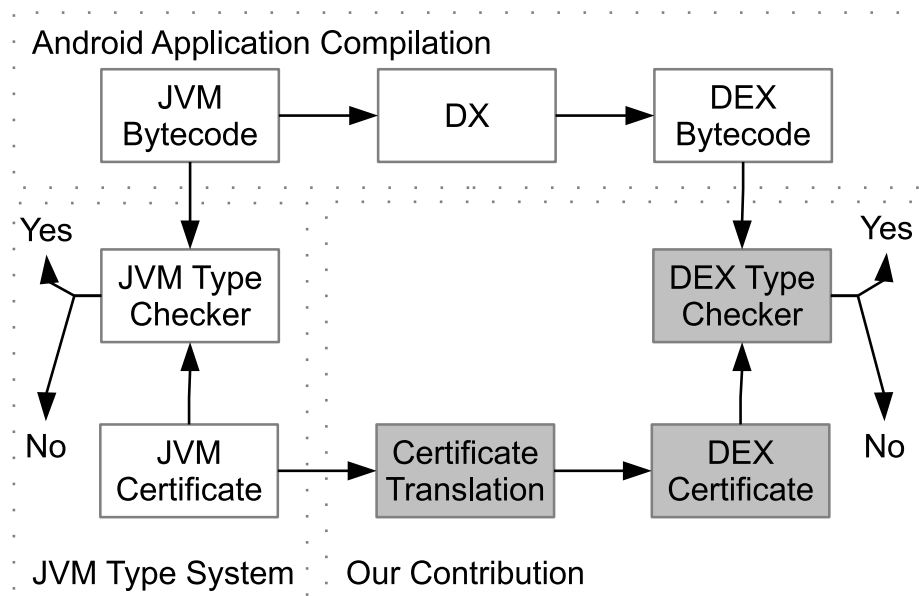 Android Application Compilation
JVM
Bytecode
DX
DEX
Bytecode
Yes
JVM Type
Checker
No
DEX Type
Checker
Yes
No
JVM
Certificate
Certificate
Translation
DEX
Certificate
JVM Type System
Our Contribution